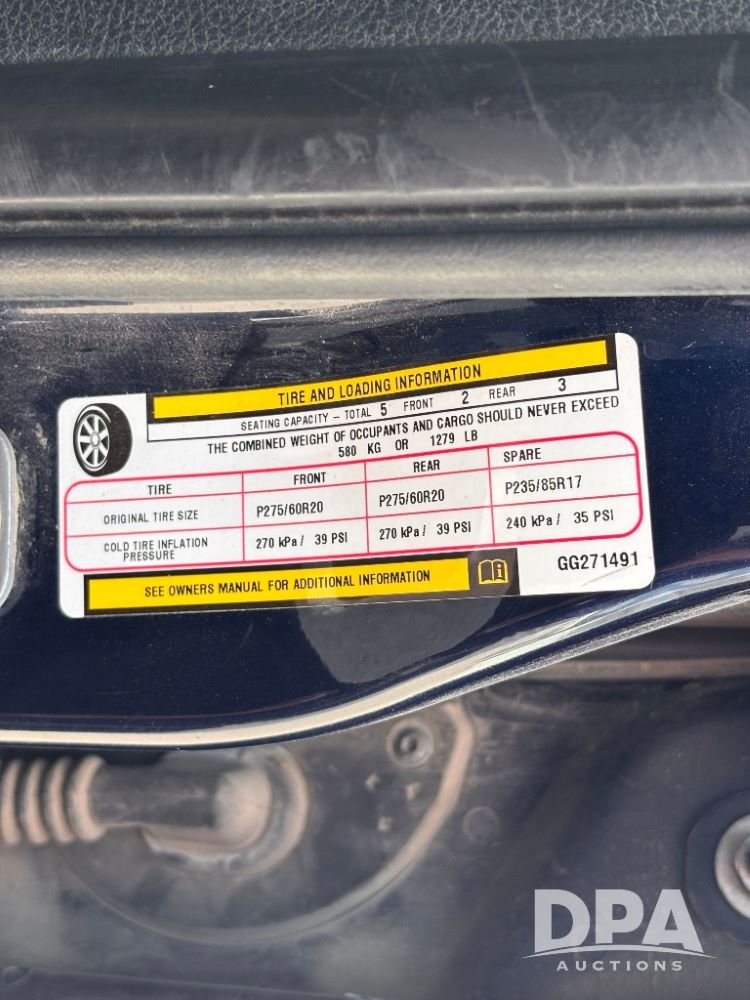 TIRE AND LOADING INFORMATION
SEATING CAPACITY - TOTAL 5 FRONT 2 REAR 3
THE COMBINED WEIGHT OF OCCUPANTS AND CARGO SHOULD NEVER EXCEED
580 KG OR 1279 LB
TIRE FRONT REAR SPARE
ORIGINAL TIRE SIZE P275/60R20 P275/60R20 P235/85R17
COLD TIRE INFLATION PRESSURE 270 kPa / 39 PSI 270 kPa / 39 PSI 240 kPa / 35 PSI
SEE OWNERS MANUAL FOR ADDITIONAL INFORMATION
GG271491
DPA
AUCTIONS